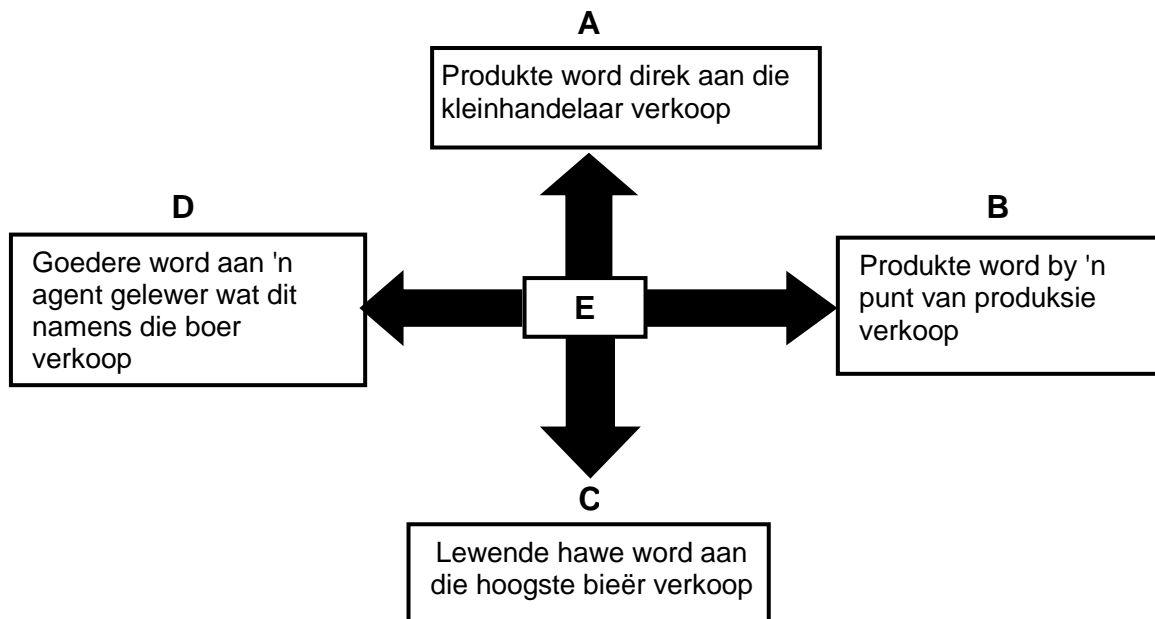 A
Produkte word direk aan die
kleinhandelaar verkoop
D
Goedere word aan 'n
agent gelewer wat dit
namens die boer
verkoop
E
B
Produkte word by 'n
punt van produksie
verkoop
C
Lewende hawe word aan
die hoogste bieër verkoop